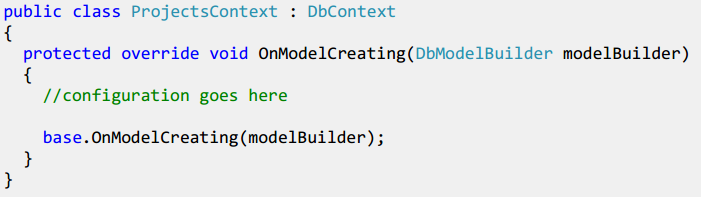 public class ProjectsContext : DbContext
{
  protected override void OnModelCreating(DbModelBuilder modelBuilder)
  {
    //configuration goes here

    base.OnModelCreating(modelBuilder);
  }
}